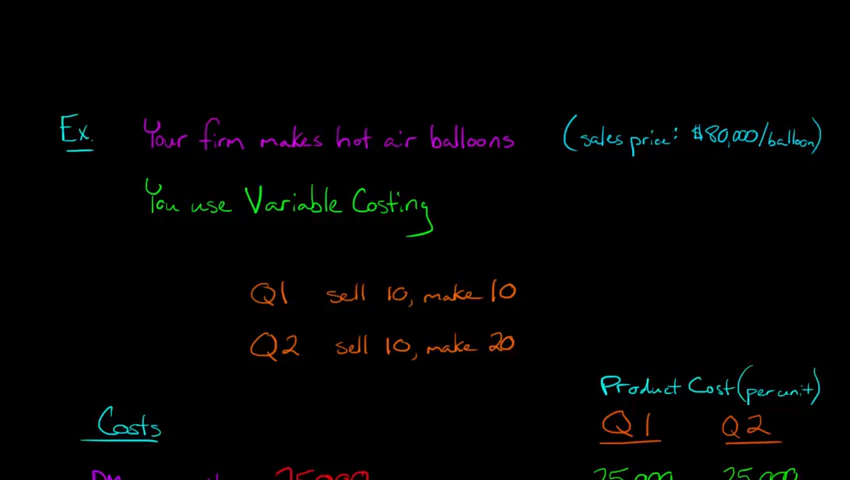 Ex. Your firm makes hot air balloons (sales price: $80,000/balloon)
You use Variable Costing
Q1 sell 10, make 10
Q2 sell 10, make 20
Product Cost (per unit)
Costs Q1 Q2